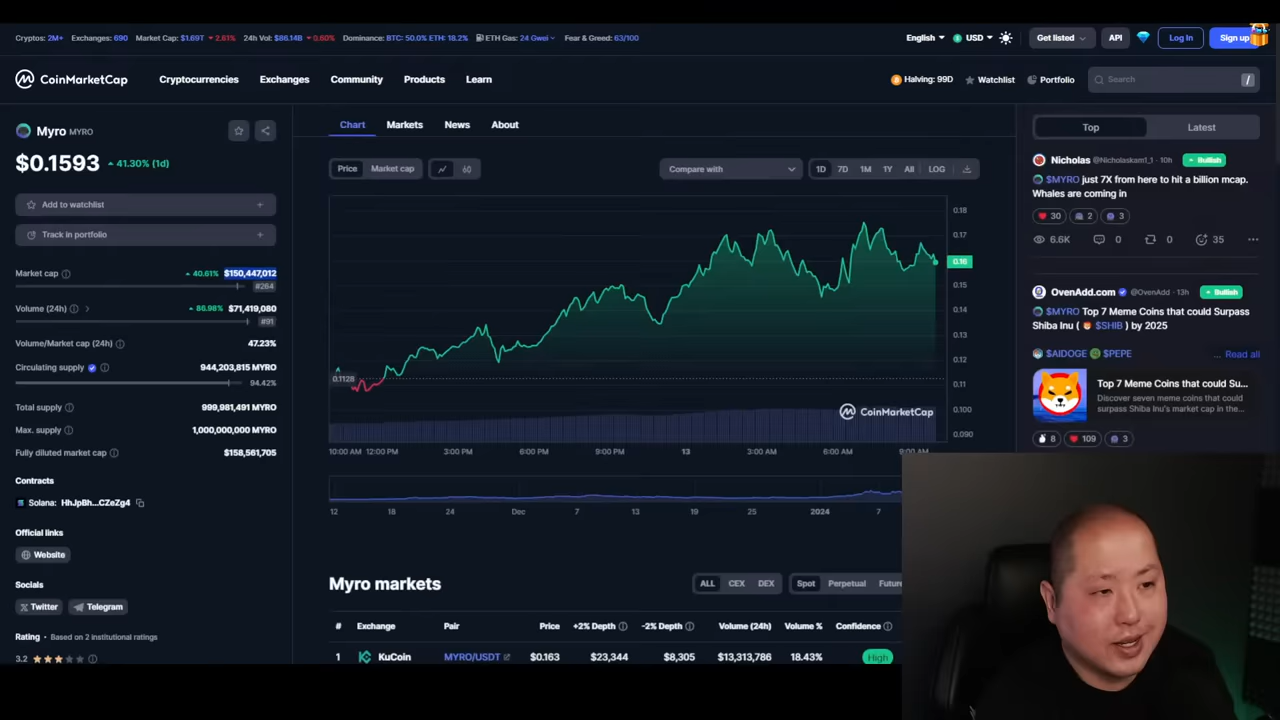 Cryptos: 2M+ Exchanges: 690 Market Cap: $1.69T 2.61% 24h Vol: $86.14B 0.60% Dominance: BTC: 50.0% ETH: 18.2% ETH Gas: 24 Gwei Fear & Greed: 63/100
English USD Get listed API Log In Sign up
CoinMarketCap Cryptocurrencies Exchanges Community Products Learn
Halving: 99D Watchlist Portfolio Search /
Myro MYRO
$0.1593 41.30% (1d)
Add to watchlist +
Track in portfolio +
Market cap 40.61% $150,447,012
#264
Volume (24h) 86.98% $71,419,080
#91
Volume/Market cap (24h) 47.23%
Circulating supply 944,203,815 MYRO
94.42%
Total supply 999,981,491 MYRO
Max. supply 1,000,000,000 MYRO
Fully diluted market cap $158,561,705
Contracts
Solana: HhJpBh...CZeZg4
Official links
Website
Socials
Twitter Telegram
Rating · Based on 2 institutional ratings
3.2
Chart Markets News About
Price Market cap
Compare with 1D 7D 1M 1Y All LOG
0.18
0.17
0.16
0.15
0.14
0.13
0.12
0.1128 0.11
0.100
0.090
CoinMarketCap
10:00 AM 12:00 PM 3:00 PM 6:00 PM 9:00 PM 13 3:00 AM 6:00 AM 9:00 AM
12 18 24 Dec 7 13 19 25 2024 7
Myro markets
ALL CEX DEX Spot Perpetual Future
# Exchange Pair Price +2% Depth -2% Depth Volume (24h) Volume % Confidence
1 KuCoin MYRO/USDT $0.163 $23,344 $8,305 $13,313,786 18.43% High
Top Latest
Nicholas @Nicholaskam1_1 · 10h Bullish
$MYRO just 7X from here to hit a billion mcap.
Whales are coming in
30 2 3
6.6K 0 0 35 ...
OvenAdd.com @OvenAdd · 13h Bullish
$MYRO Top 7 Meme Coins that could Surpass
Shiba Inu ( $SHIB ) by 2025
$AIDOGE $PEPE ... Read all
Top 7 Meme Coins that could Su...
Discover seven meme coins that could
surpass Shiba Inu's market cap in the...
8 109 3